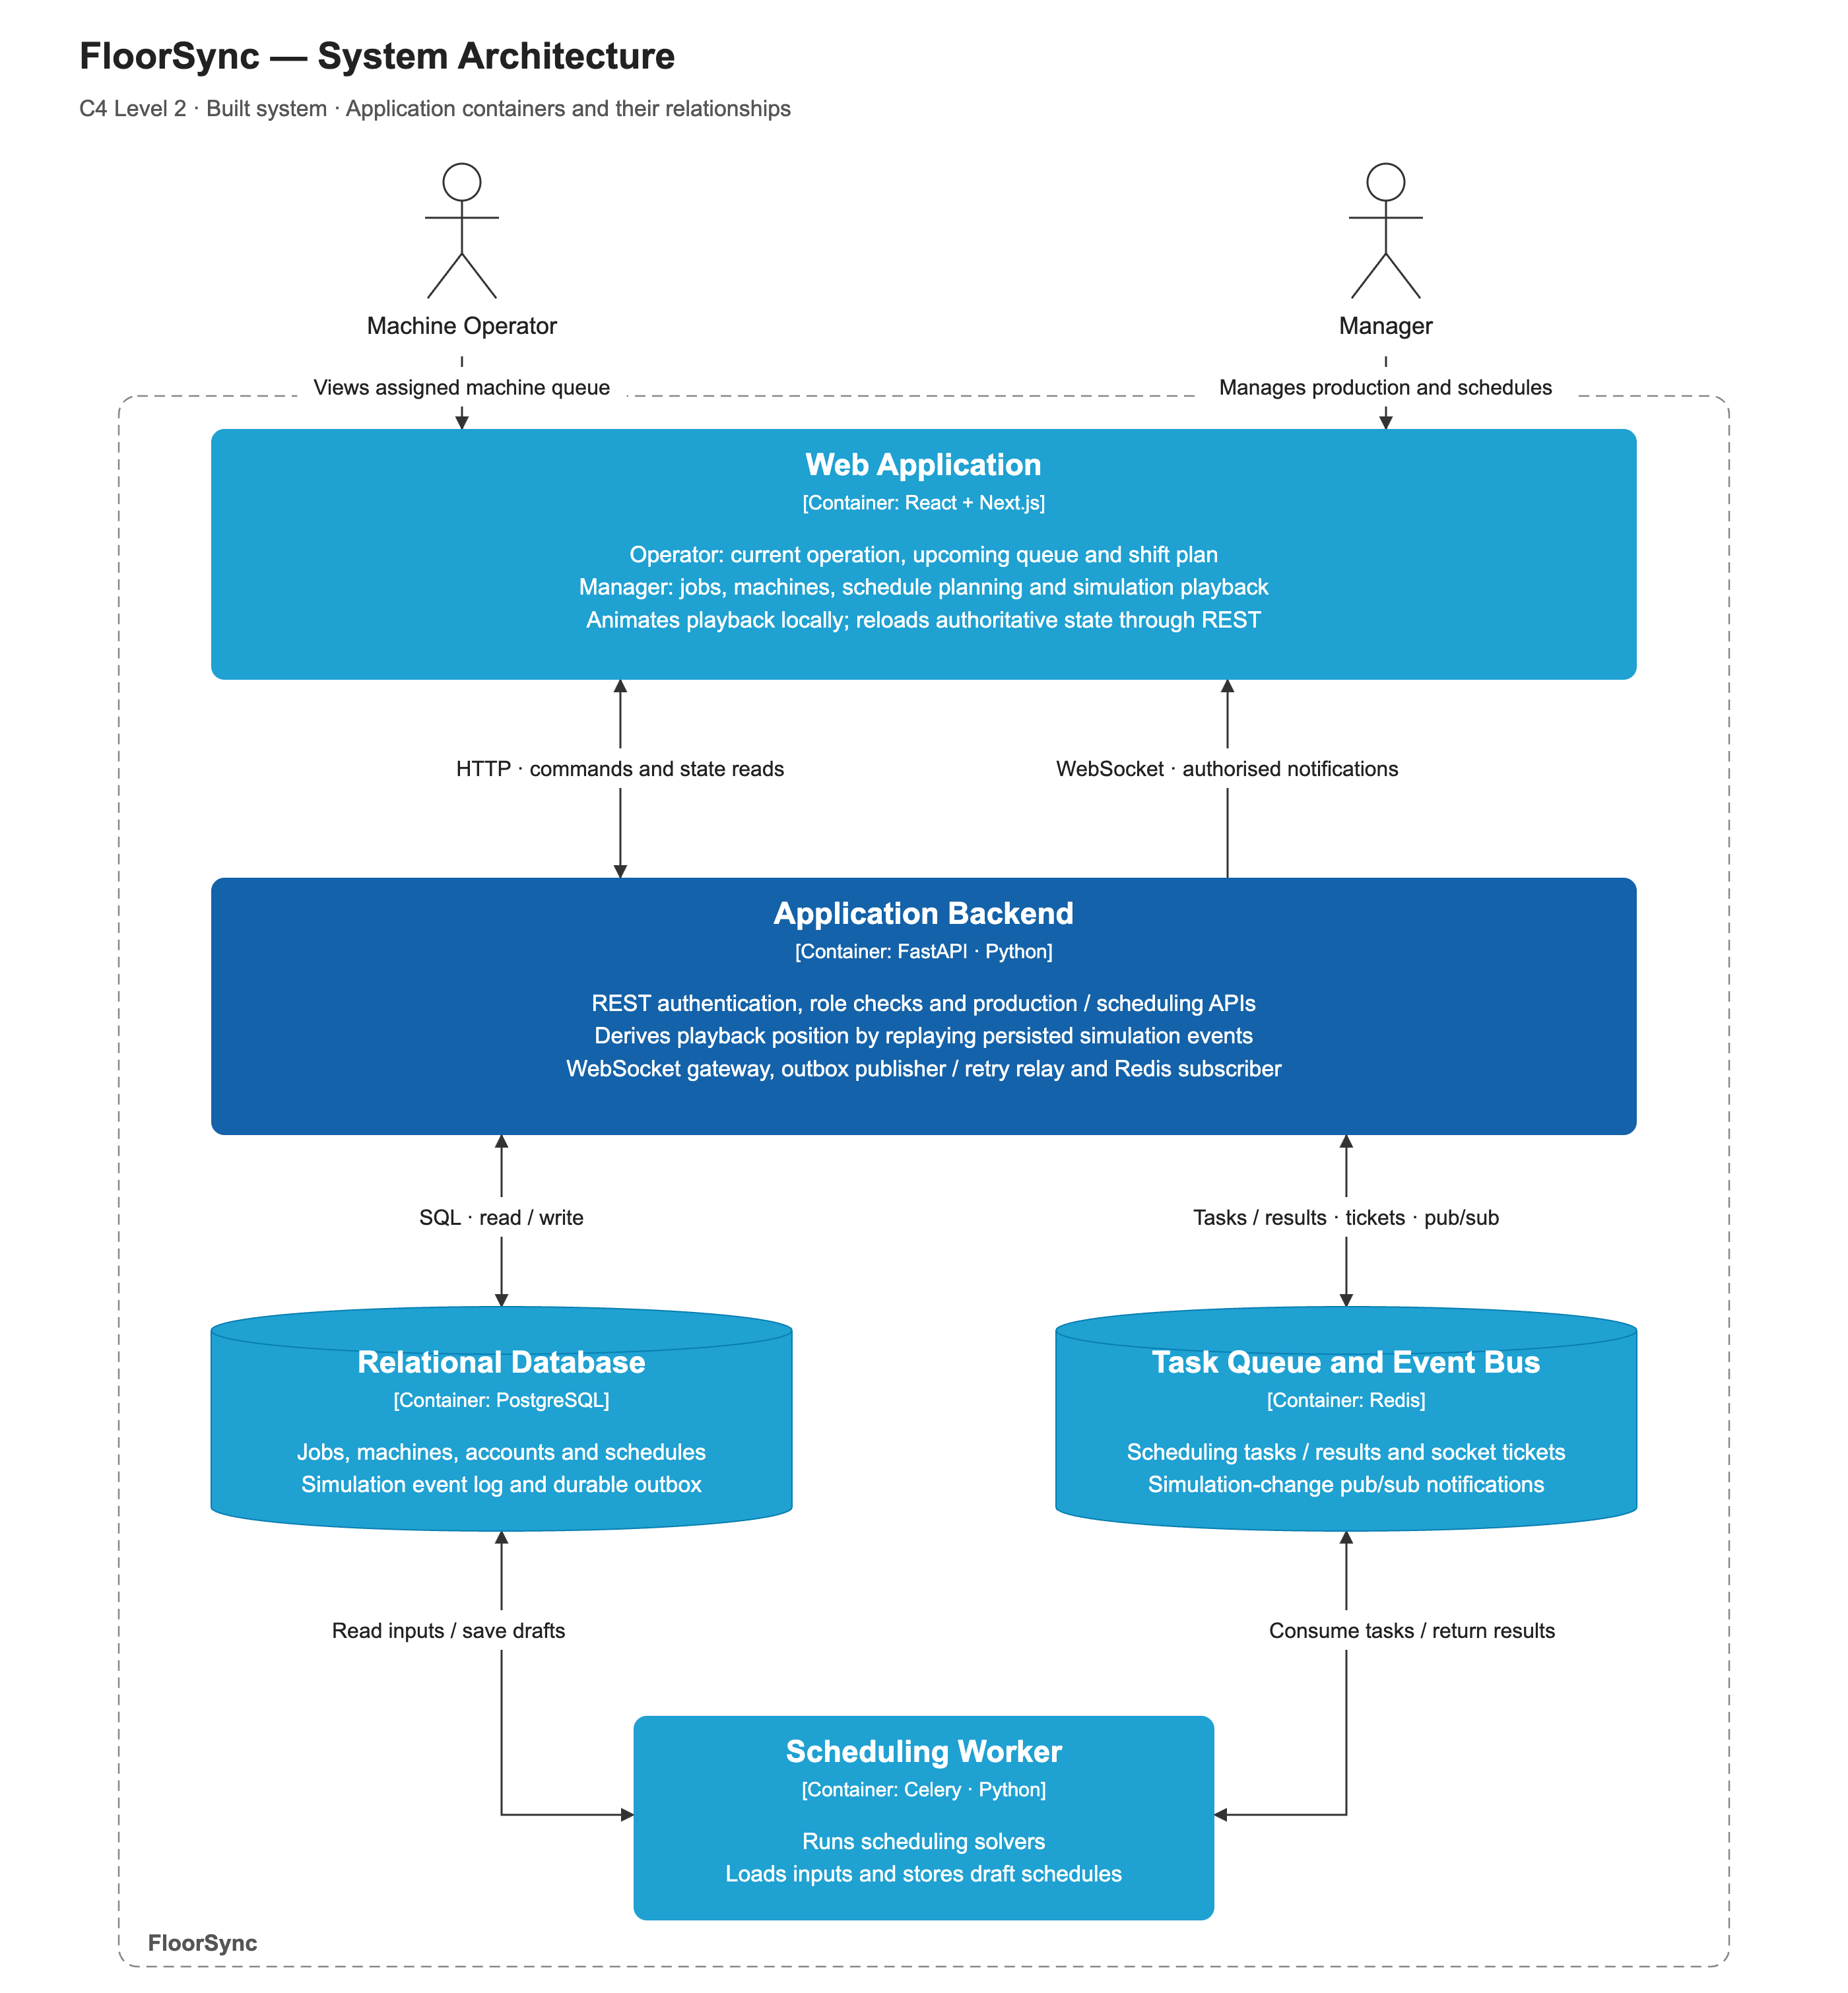 FloorSync — System Architecture
C4 Level 2 · Built system · Application containers and their relationships
Machine Operator
Manager
Views assigned machine queue
Manages production and schedules
Web Application
[Container: React + Next.js]
Operator: current operation, upcoming queue and shift plan
Manager: jobs, machines, schedule planning and simulation playback
Animates playback locally; reloads authoritative state through REST
HTTP · commands and state reads
WebSocket · authorised notifications
Application Backend
[Container: FastAPI · Python]
REST authentication, role checks and production / scheduling APIs
Derives playback position by replaying persisted simulation events
WebSocket gateway, outbox publisher / retry relay and Redis subscriber
SQL · read / write
Tasks / results · tickets · pub/sub
Relational Database
[Container: PostgreSQL]
Jobs, machines, accounts and schedules
Simulation event log and durable outbox
Task Queue and Event Bus
[Container: Redis]
Scheduling tasks / results and socket tickets
Simulation-change pub/sub notifications
Read inputs / save drafts
Consume tasks / return results
Scheduling Worker
[Container: Celery · Python]
Runs scheduling solvers
Loads inputs and stores draft schedules
FloorSync